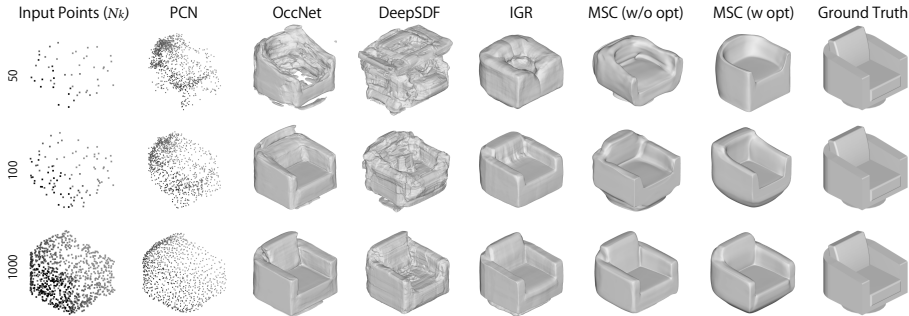 Input Points (Nk) PCN OccNet DeepSDF IGR MSC (w/o opt) MSC (w opt) Ground Truth
50
100
1000